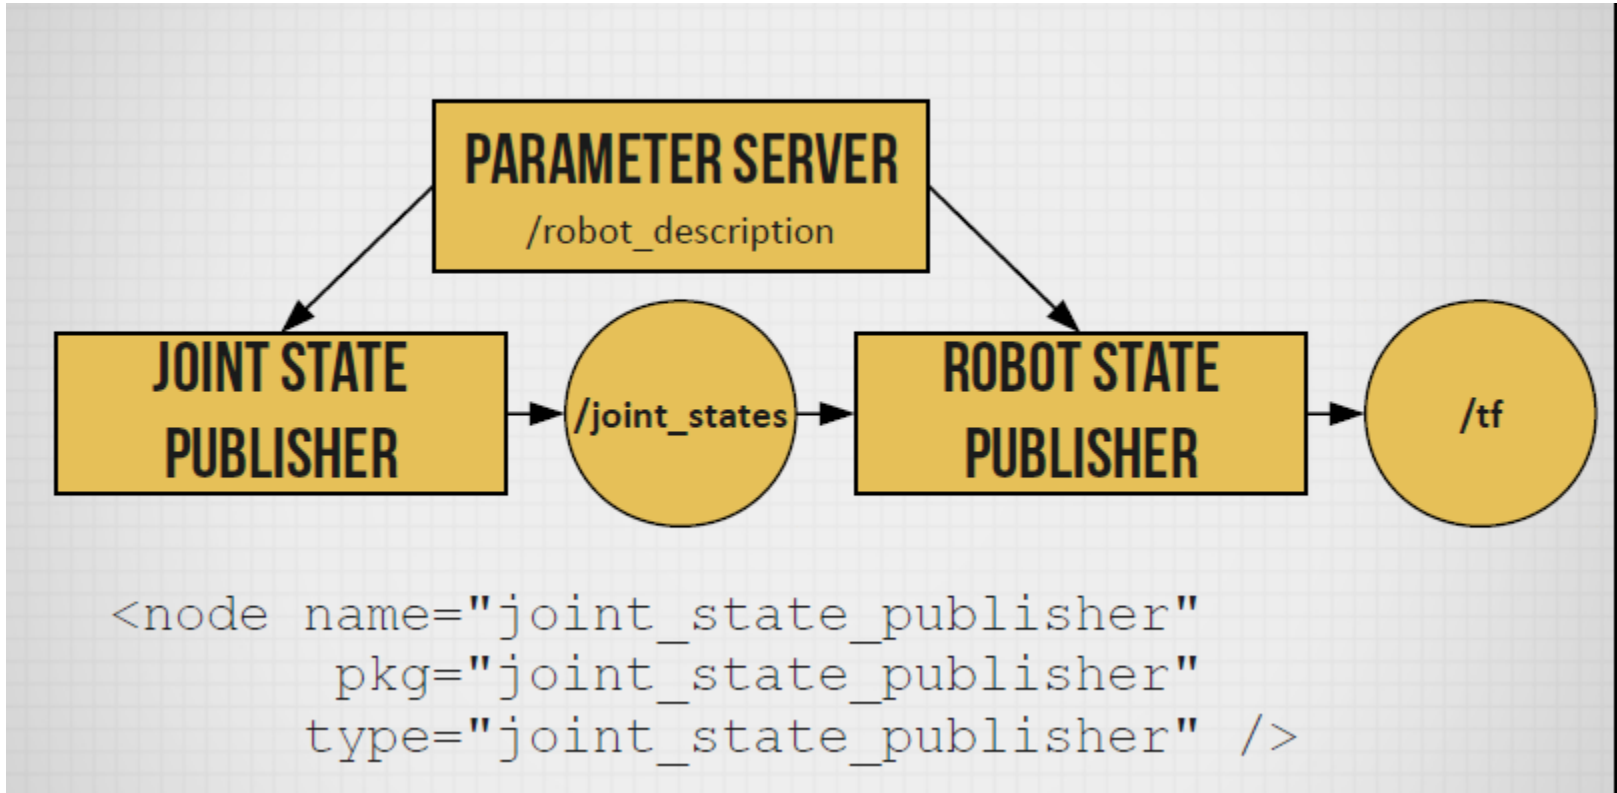 PARAMETER SERVER
/robot_description
JOINT STATE
PUBLISHER
/joint_states
ROBOT STATE
PUBLISHER
/tf
<node name="joint_state_publisher"
pkg="joint_state_publisher"
type="joint_state_publisher" />